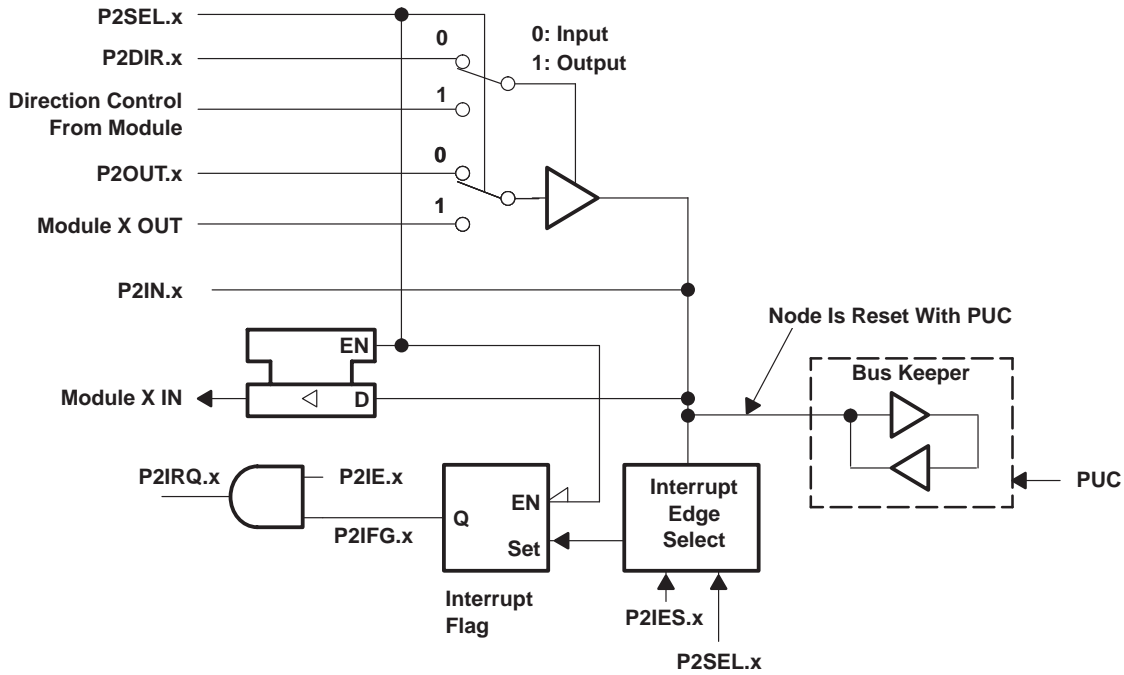 P2SEL.x
0
0: Input
1: Output
P2DIR.x
1
Direction Control
From Module
0
P2OUT.x
1
Module X OUT
P2IN.x
Node Is Reset With PUC
EN
Bus Keeper
Module X IN
D
P2IRQ.x
P2IE.x
PUC
Interrupt
Edge
Select
EN
Q
P2IFG.x
Set
Interrupt
Flag
P2IES.x
P2SEL.x